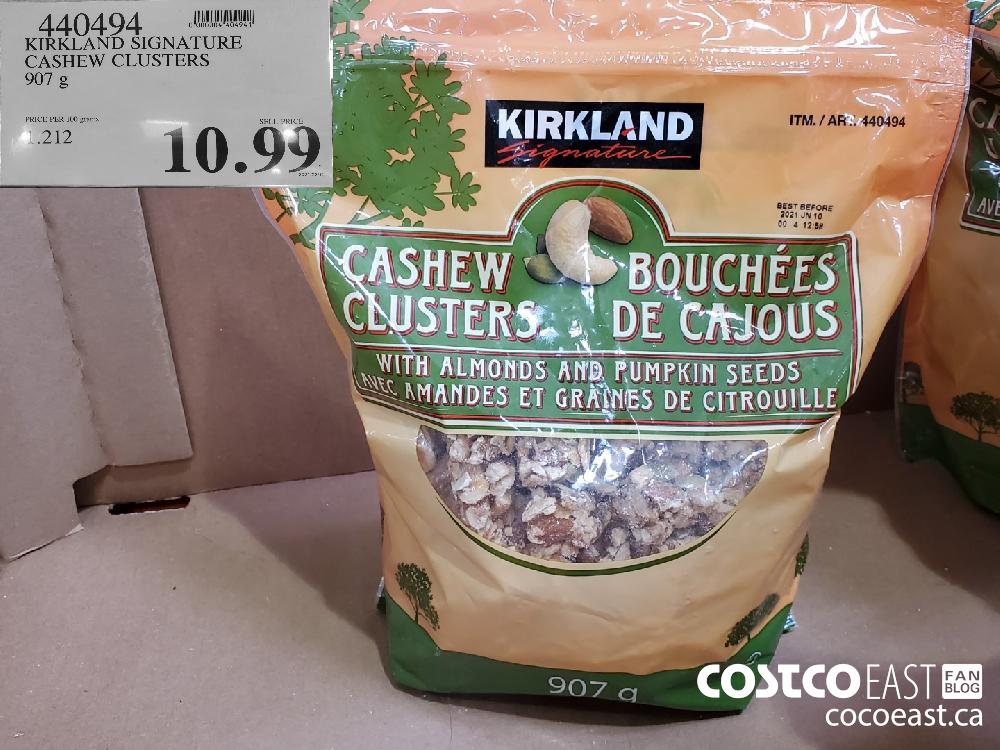 440494
KIRKLAND SIGNATURE
CASHEW CLUSTERS
907 g
PRICE PER 100 grams
1.212
SELL PRICE
10.99
KIRKLAND
Signature
ITM. / ART. 440494
BEST BEFORE
2021 JN 10
CASHEW
CLUSTERS
BOUCHÉES
DE CAJOUS
WITH ALMONDS AND PUMPKIN SEEDS
AVEC AMANDES ET GRAINES DE CITROUILLE
907 g
CA
AVE
COSTCO EAST FAN BLOG
cocoeast.ca